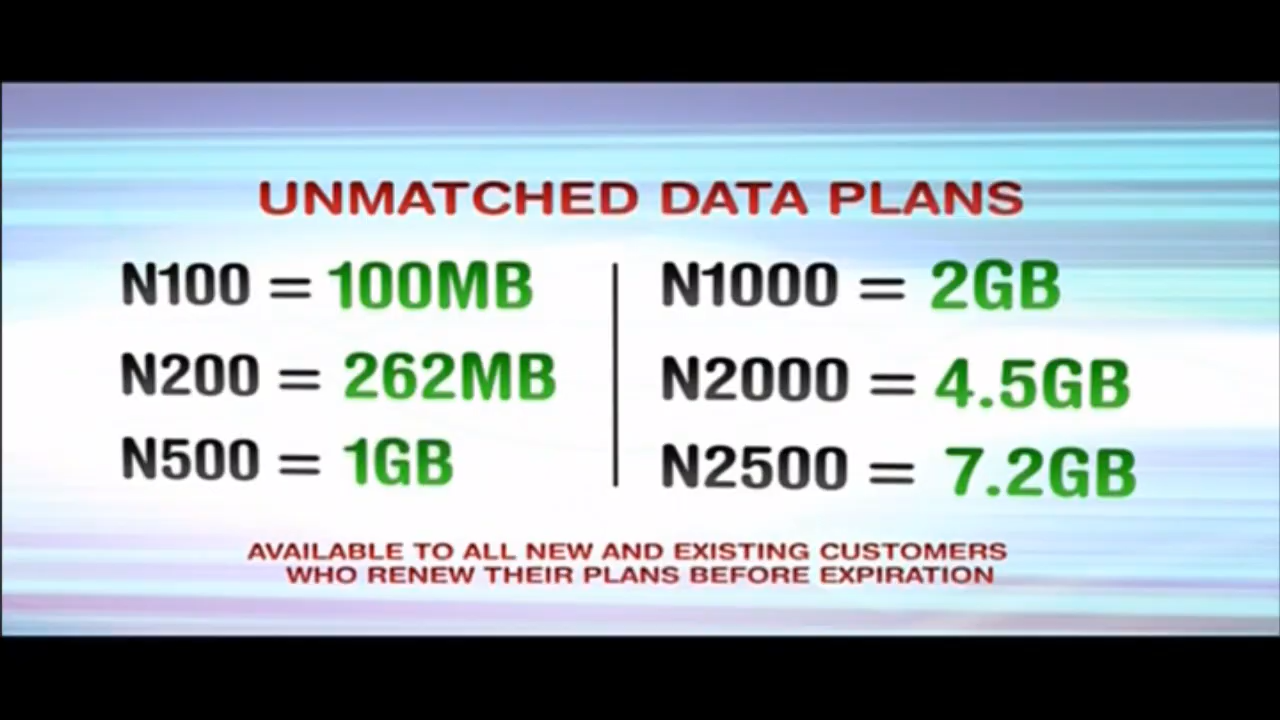 UNMATCHED DATA PLANS
N100 = 100MB
N200 = 262MB
N500 = 1GB
N1000 = 2GB
N2000 = 4.5GB
N2500 = 7.2GB
AVAILABLE TO ALL NEW AND EXISTING CUSTOMERS
WHO RENEW THEIR PLANS BEFORE EXPIRATION